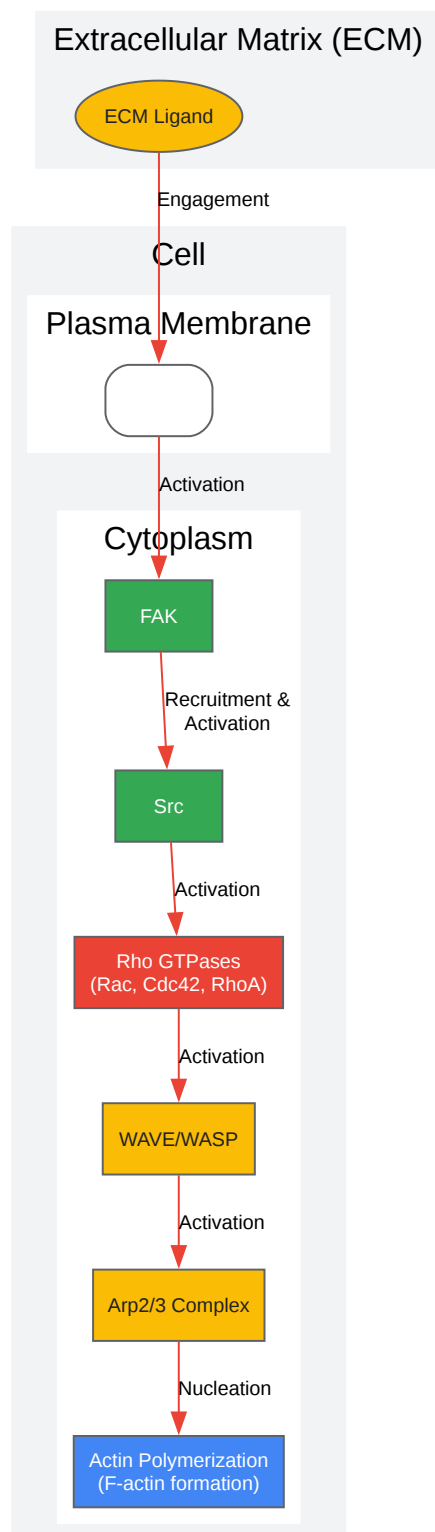 Extracellular Matrix (ECM)
ECM Ligand
Engagement
Cell
Plasma Membrane
Activation
Cytoplasm
FAK
Recruitment &
Activation
Src
Activation
Rho GTPases
(Rac, Cdc42, RhoA)
Activation
WAVE/WASP
Activation
Arp2/3 Complex
Nucleation
Actin Polymerization
(F-actin formation)